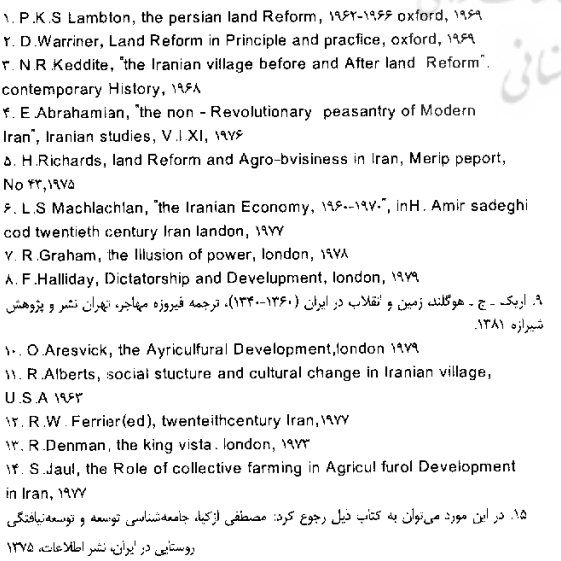 ۱. P.K.S Lambton, the persian land Reform, ۱۹۶۲-۱۹۶۶ oxford, ۱۹۶۹
۲. D.Warriner, Land Reform in Principle and practice, oxford, ۱۹۶۹
۳. N.R.Keddite, "the Iranian village before and After land Reform".
contemporary History, ۱۹۶۸
۴. E.Abrahamian, "the non - Revolutionary peasantry of Modern
Iran", Iranian studies, V.I.XI, ۱۹۷۶
۵. H.Richards, land Reform and Agro-bvisiness in Iran, Merip peport,
No ۴۳,۱۹۷۵
۶. L.S Machlachlan, "the Iranian Economy, ۱۹۶۰-۱۹۷۰", inH. Amir sadeghi
cod twentieth century Iran landon, ۱۹۷۷
۷. R.Graham, the Illusion of power, london, ۱۹۷۸
۸. F.Halliday, Dictatorship and Develupment, london, ۱۹۷۹
۹. اریک ـ ج ـ هوگلند، زمین و انقلاب در ایران (۱۳۶۰-۱۳۴۰)، ترجمه فیروزه مهاجر، تهران نشر و پژوهش
شیرازه ۱۳۸۱.
۱۰. O.Aresvick, the Ayriculfural Development,london ۱۹۷۹
۱۱. R.Alberts, social stucture and cultural change in Iranian village,
U.S.A ۱۹۶۳
۱۲. R.W. Ferrier(ed), twenteithcentury Iran,۱۹۷۷
۱۳. R.Denman, the king vista. london, ۱۹۷۳
۱۴. S.Jaul, the Role of collective farming in Agricul furol Development
in Iran, ۱۹۷۷
۱۵. در این مورد می‌توان به کتاب ذیل رجوع کرد: مصطفی ازکیا، جامعه‌شناسی توسعه و توسعه‌نیافتگی
روستایی در ایران، نشر اطلاعات، ۱۳۷۵